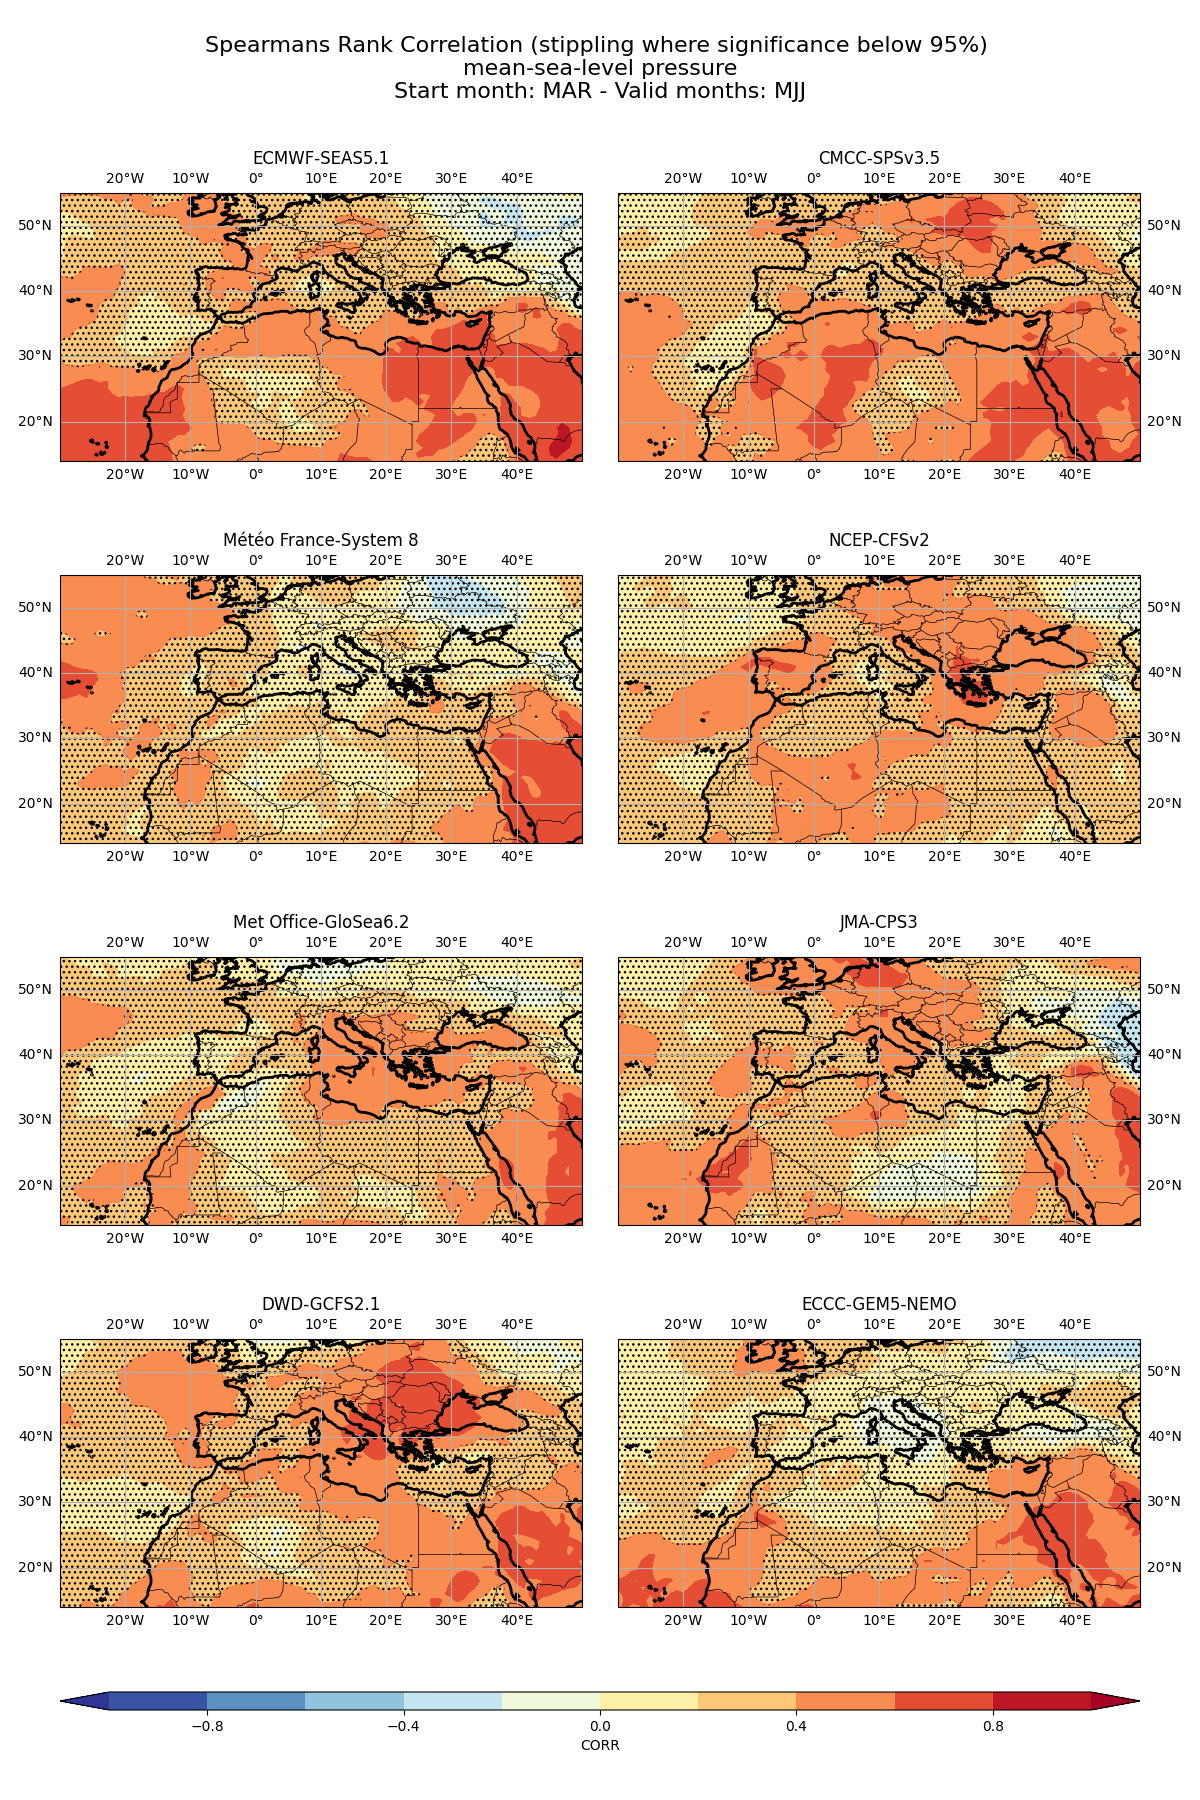 Spearmans Rank Correlation (stippling where significance below 95%)
mean-sea-level pressure
Start month: MAR - Valid months: MJJ
ECMWF-SEAS5.1
CMCC-SPSv3.5
20°W 10°W 0° 10°E 20°E 30°E 40°E
20°W 10°W 0° 10°E 20°E 30°E 40°E
50°N
50°N
40°N
40°N
30°N
30°N
20°N
20°N
20°W 10°W 0° 10°E 20°E 30°E 40°E
20°W 10°W 0° 10°E 20°E 30°E 40°E
Météo France-System 8
NCEP-CFSv2
20°W 10°W 0° 10°E 20°E 30°E 40°E
20°W 10°W 0° 10°E 20°E 30°E 40°E
50°N
50°N
40°N
40°N
30°N
30°N
20°N
20°N
20°W 10°W 0° 10°E 20°E 30°E 40°E
20°W 10°W 0° 10°E 20°E 30°E 40°E
Met Office-GloSea6.2
JMA-CPS3
20°W 10°W 0° 10°E 20°E 30°E 40°E
20°W 10°W 0° 10°E 20°E 30°E 40°E
50°N
50°N
40°N
40°N
30°N
30°N
20°N
20°N
20°W 10°W 0° 10°E 20°E 30°E 40°E
20°W 10°W 0° 10°E 20°E 30°E 40°E
DWD-GCFS2.1
ECCC-GEM5-NEMO
20°W 10°W 0° 10°E 20°E 30°E 40°E
20°W 10°W 0° 10°E 20°E 30°E 40°E
50°N
50°N
40°N
40°N
30°N
30°N
20°N
20°N
20°W 10°W 0° 10°E 20°E 30°E 40°E
20°W 10°W 0° 10°E 20°E 30°E 40°E
−0.8 −0.4 0.0 0.4 0.8
CORR